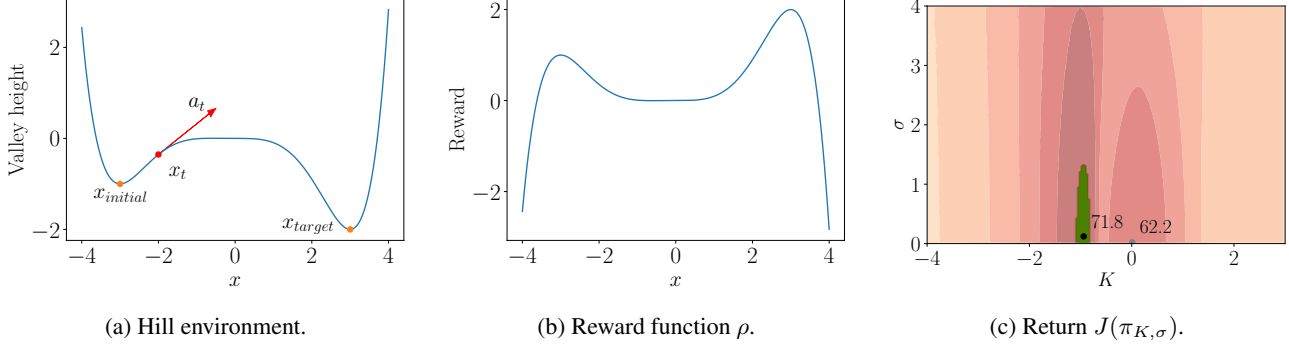 2
0
−2
Valley height
−4
−2
0
2
4
x
a_t
x_t
x_initial
x_target
(a) Hill environment.
2
0
−2
Reward
−4
−2
0
2
4
x
(b) Reward function ρ.
4
3
2
1
0
σ
71.8
62.2
−4
−2
0
2
K
(c) Return J(π_{K,σ}).